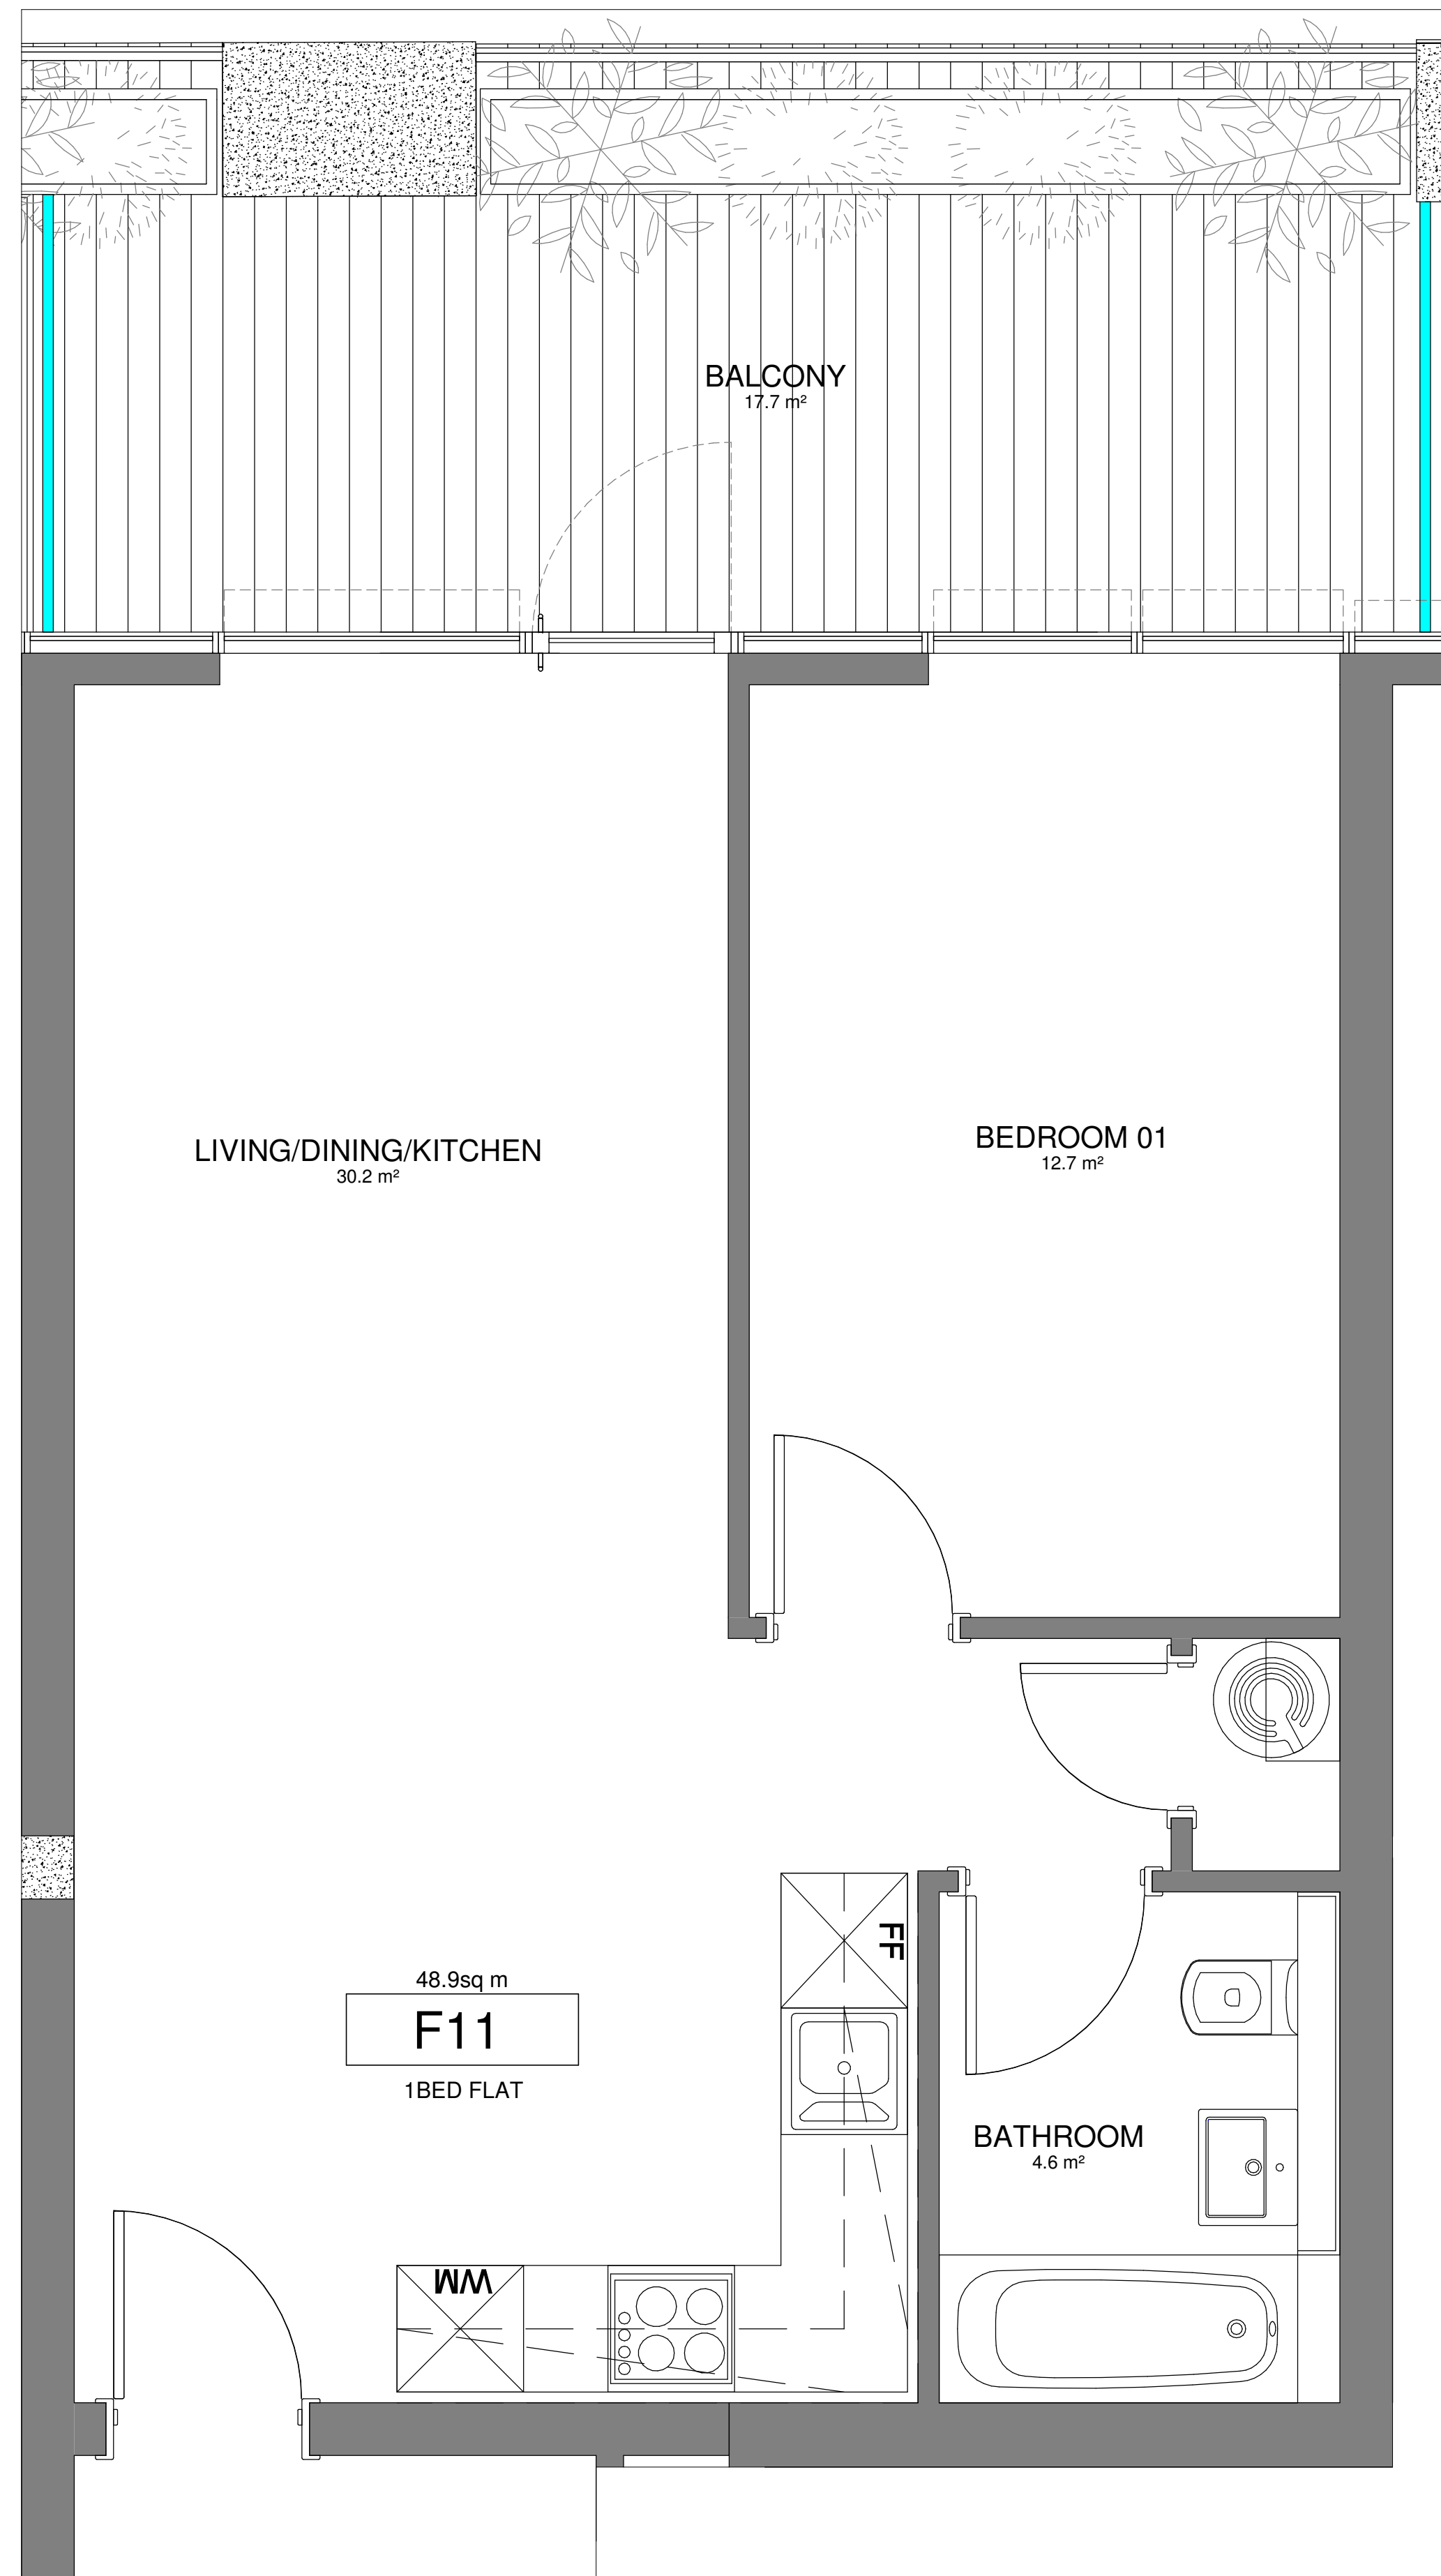 BALCONY
17.7 m²
LIVING/DINING/KITCHEN
30.2 m²
BEDROOM 01
12.7 m²
FF
48.9sq m
F11
1BED FLAT
BATHROOM
4.6 m²
WM